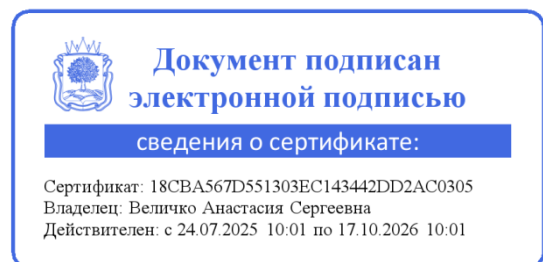 Документ подписан
электронной подписью
сведения о сертификате:
Сертификат: 18CBA567D551303EC143442DD2AC0305
Владелец: Величко Анастасия Сергеевна
Действителен: с 24.07.2025 10:01 по 17.10.2026 10:01